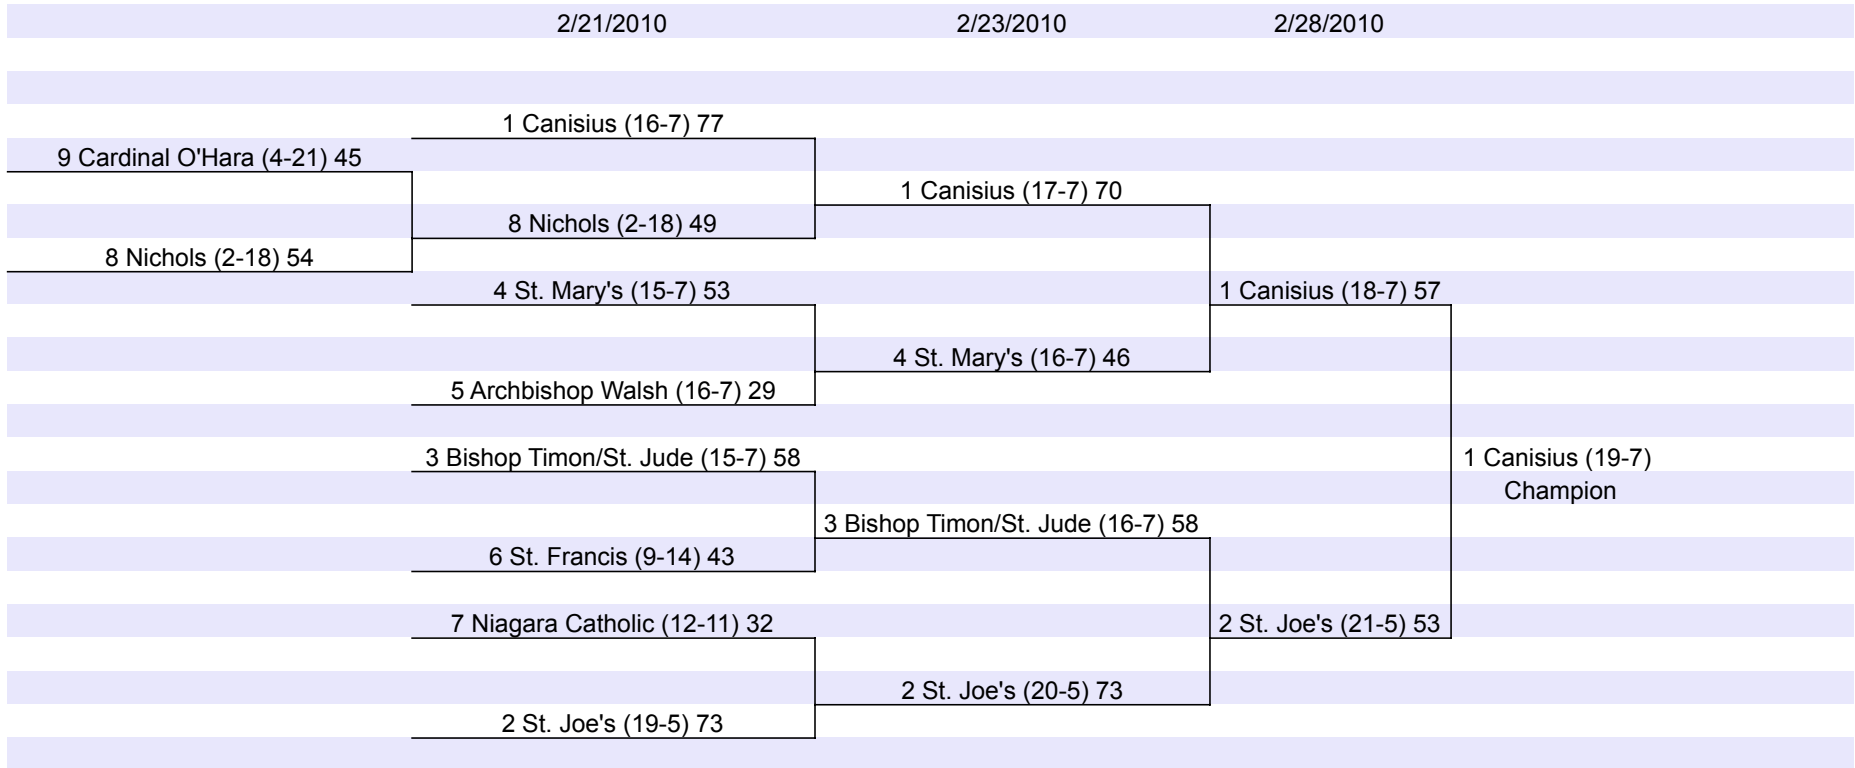 2/21/2010 2/23/2010 2/28/2010
1 Canisius (16-7) 77
9 Cardinal O'Hara (4-21) 45
1 Canisius (17-7) 70
8 Nichols (2-18) 49
8 Nichols (2-18) 54
4 St. Mary's (15-7) 53
1 Canisius (18-7) 57
4 St. Mary's (16-7) 46
5 Archbishop Walsh (16-7) 29
3 Bishop Timon/St. Jude (15-7) 58
1 Canisius (19-7)
Champion
3 Bishop Timon/St. Jude (16-7) 58
6 St. Francis (9-14) 43
7 Niagara Catholic (12-11) 32
2 St. Joe's (21-5) 53
2 St. Joe's (20-5) 73
2 St. Joe's (19-5) 73